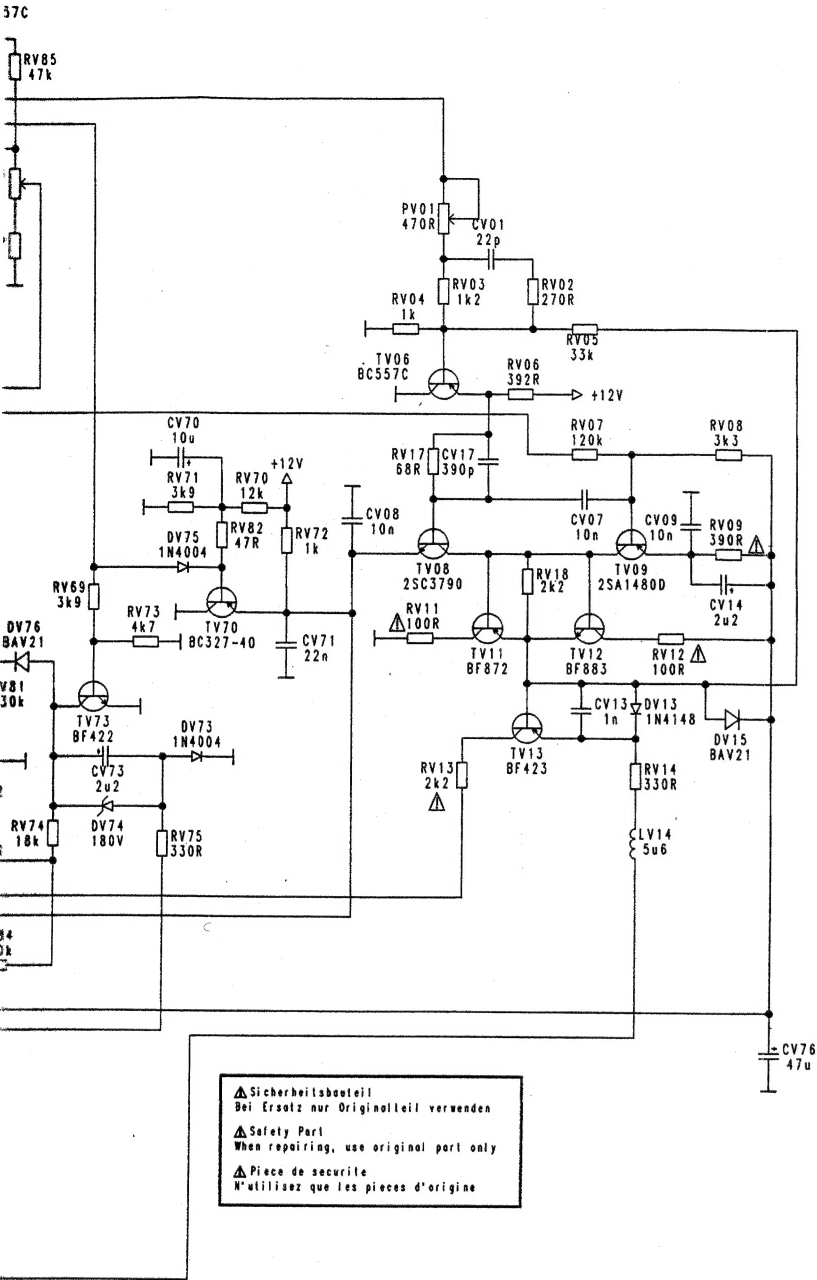 57C
RV85
47k
PV01
470R
CV01
22p
RV03
1k2
RV02
270R
RV04
1k
RV05
33k
TV06
BC557C
RV06
392R
+12V
CV70
10u
RV07
120k
RV08
3k3
RV71
3k9
RV70
12k
+12V
RV17
68R
CV17
390p
CV08
10n
CV07
10n
CV09
10n
RV09
390R
RV82
47R
RV72
1k
DV75
1N4004
TV08
2SC3790
RV18
2k2
TV09
2SA1480D
CV14
2u2
RV69
3k9
RV73
4k7
TV70
BC327-40
CV71
22n
RV11
100R
TV11
BF872
TV12
BF883
RV12
100R
DV76
BAV21
V81
30k
TV73
BF422
DV73
1N4004
CV73
2u2
RV13
2k2
TV13
BF423
CV13
1n
DV13
1N4148
DV15
BAV21
RV14
330R
RV74
18k
DV74
180V
RV75
330R
LV14
5u6
CV76
47u
Sicherheitsbauteil
Bei Ersatz nur Originalteil verwenden
Safety Part
When repairing, use original part only
Piece de securite
N'utilisez que les pieces d'origine